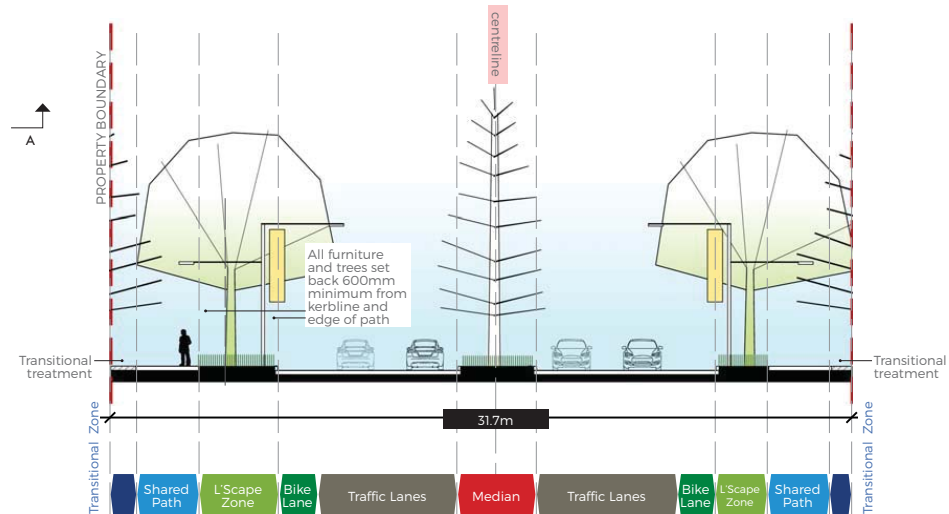 centreline
PROPERTY BOUNDARY
A
All furniture
and trees set
back 600mm
minimum from
kerbline and
edge of path
Transitional
treatment
Transitional
treatment
31.7m
Transitional Zone
Shared
Path
L'Scape
Zone
Bike
Lane
Traffic Lanes
Median
Traffic Lanes
Bike
Lane
L'Scape
Zone
Shared
Path
Transitional Zone